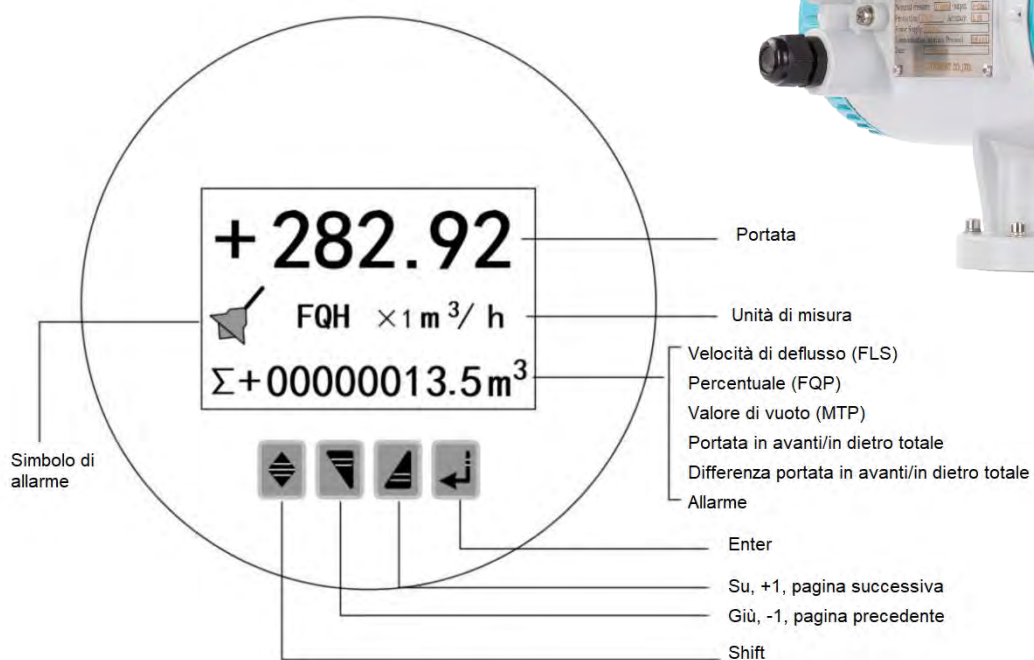 +282.92
FQH ×1m³/h
Σ+00000013.5m³
Portata
Unità di misura
Velocità di deflusso (FLS)
Percentuale (FQP)
Valore di vuoto (MTP)
Portata in avanti/in dietro totale
Differenza portata in avanti/in dietro totale
Allarme
Simbolo di
allarme
Enter
Su, +1, pagina successiva
Giù, -1, pagina precedente
Shift